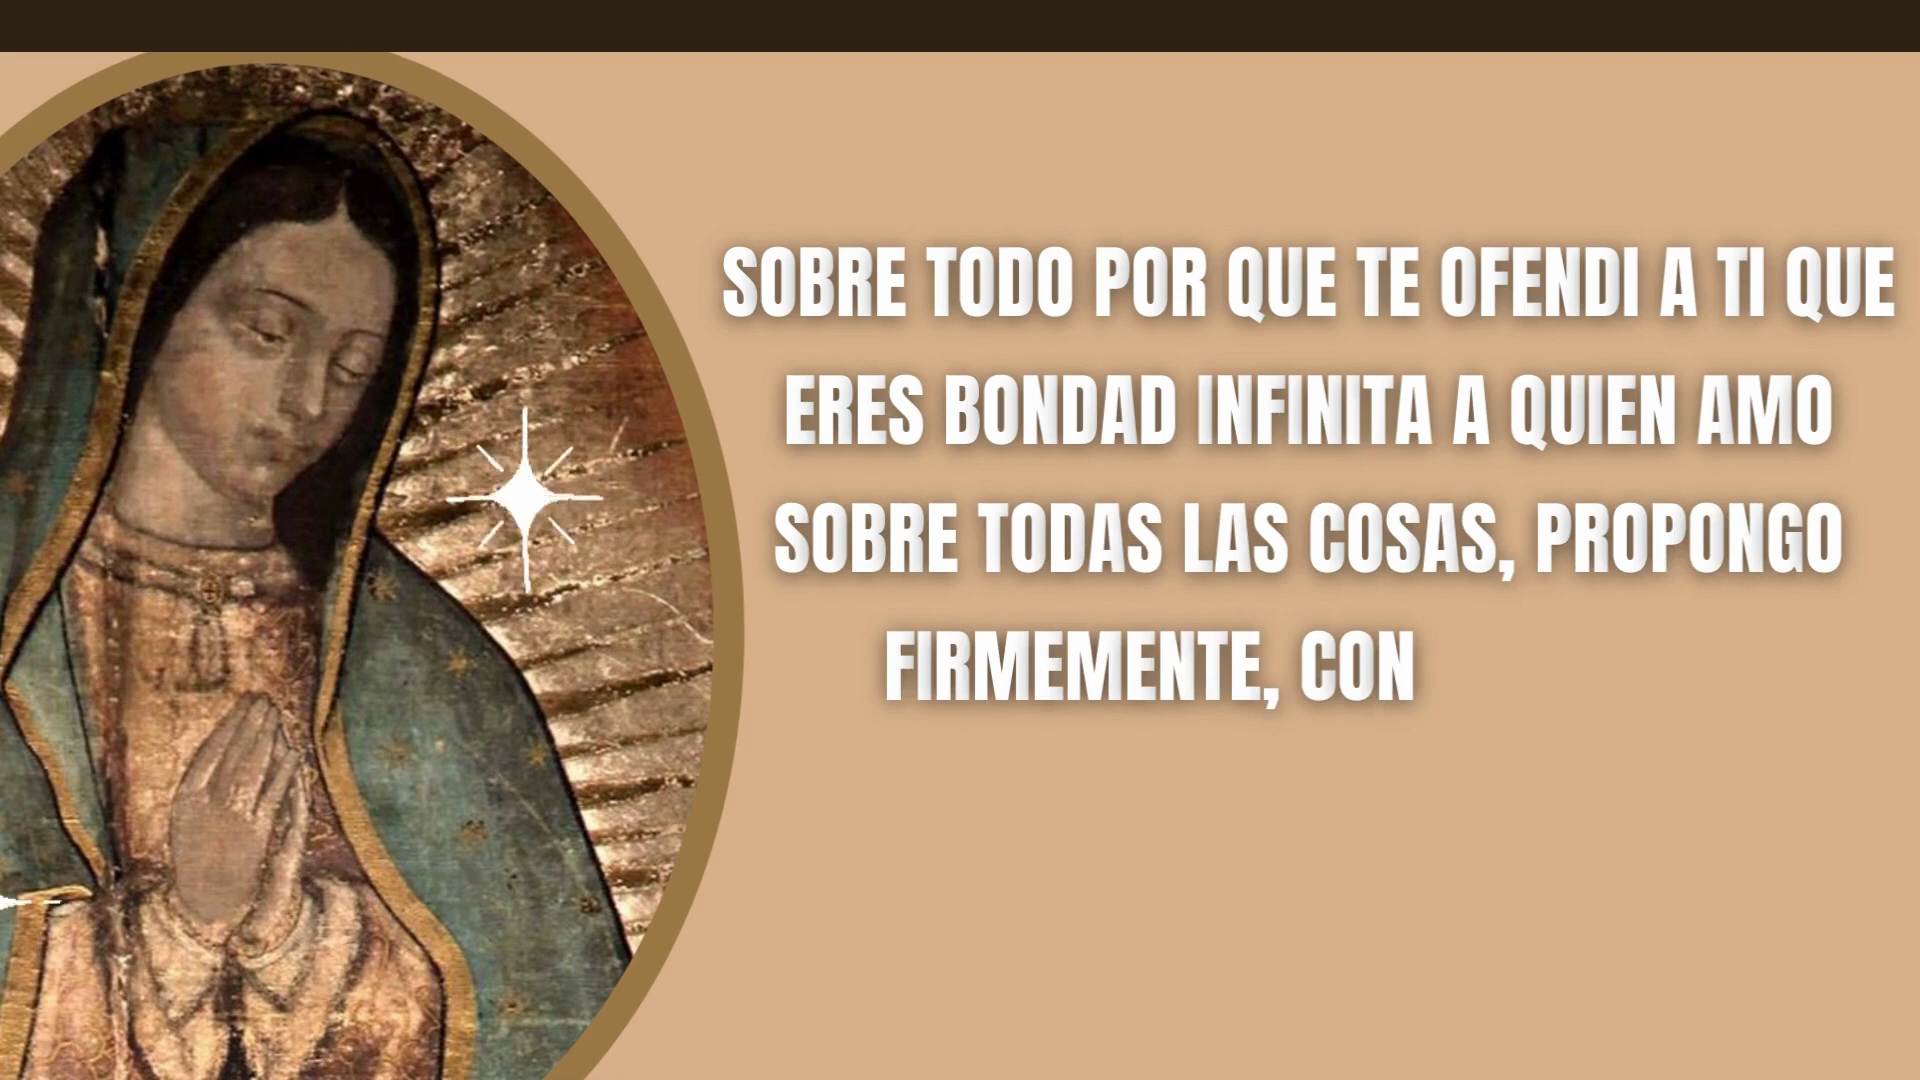 SOBRE TODO POR QUE TE OFENDI A TI QUE
ERES BONDAD INFINITA A QUIEN AMO
SOBRE TODAS LAS COSAS, PROPONGO
FIRMEMENTE, CON